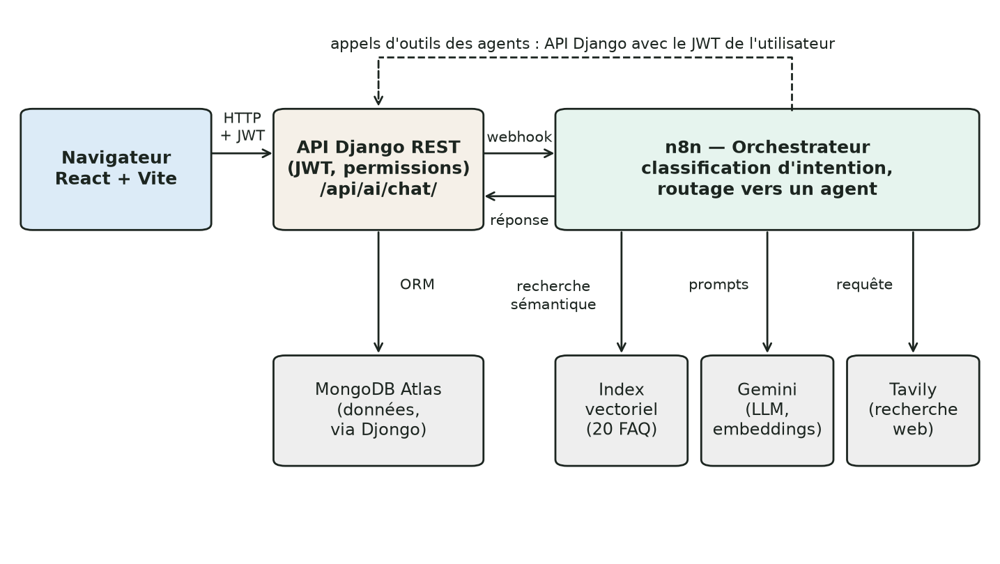 appels d'outils des agents : API Django avec le JWT de l'utilisateur
Navigateur
React + Vite
HTTP
+ JWT
API Django REST
(JWT, permissions)
/api/ai/chat/
webhook
réponse
n8n — Orchestrateur
classification d'intention,
routage vers un agent
ORM
recherche
sémantique
prompts
requête
MongoDB Atlas
(données,
via Djongo)
Index
vectoriel
(20 FAQ)
Gemini
(LLM,
embeddings)
Tavily
(recherche
web)